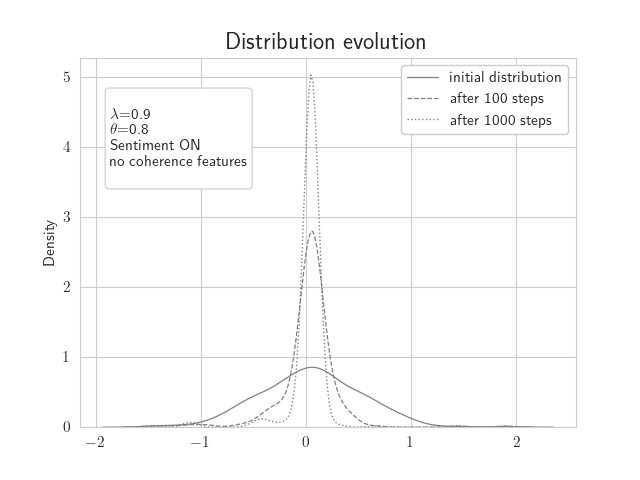 Distribution evolution
5
4
3
2
1
0
Density
λ=0.9
θ=0.8
Sentiment ON
no coherence features
initial distribution
after 100 steps
after 1000 steps
−2 −1 0 1 2